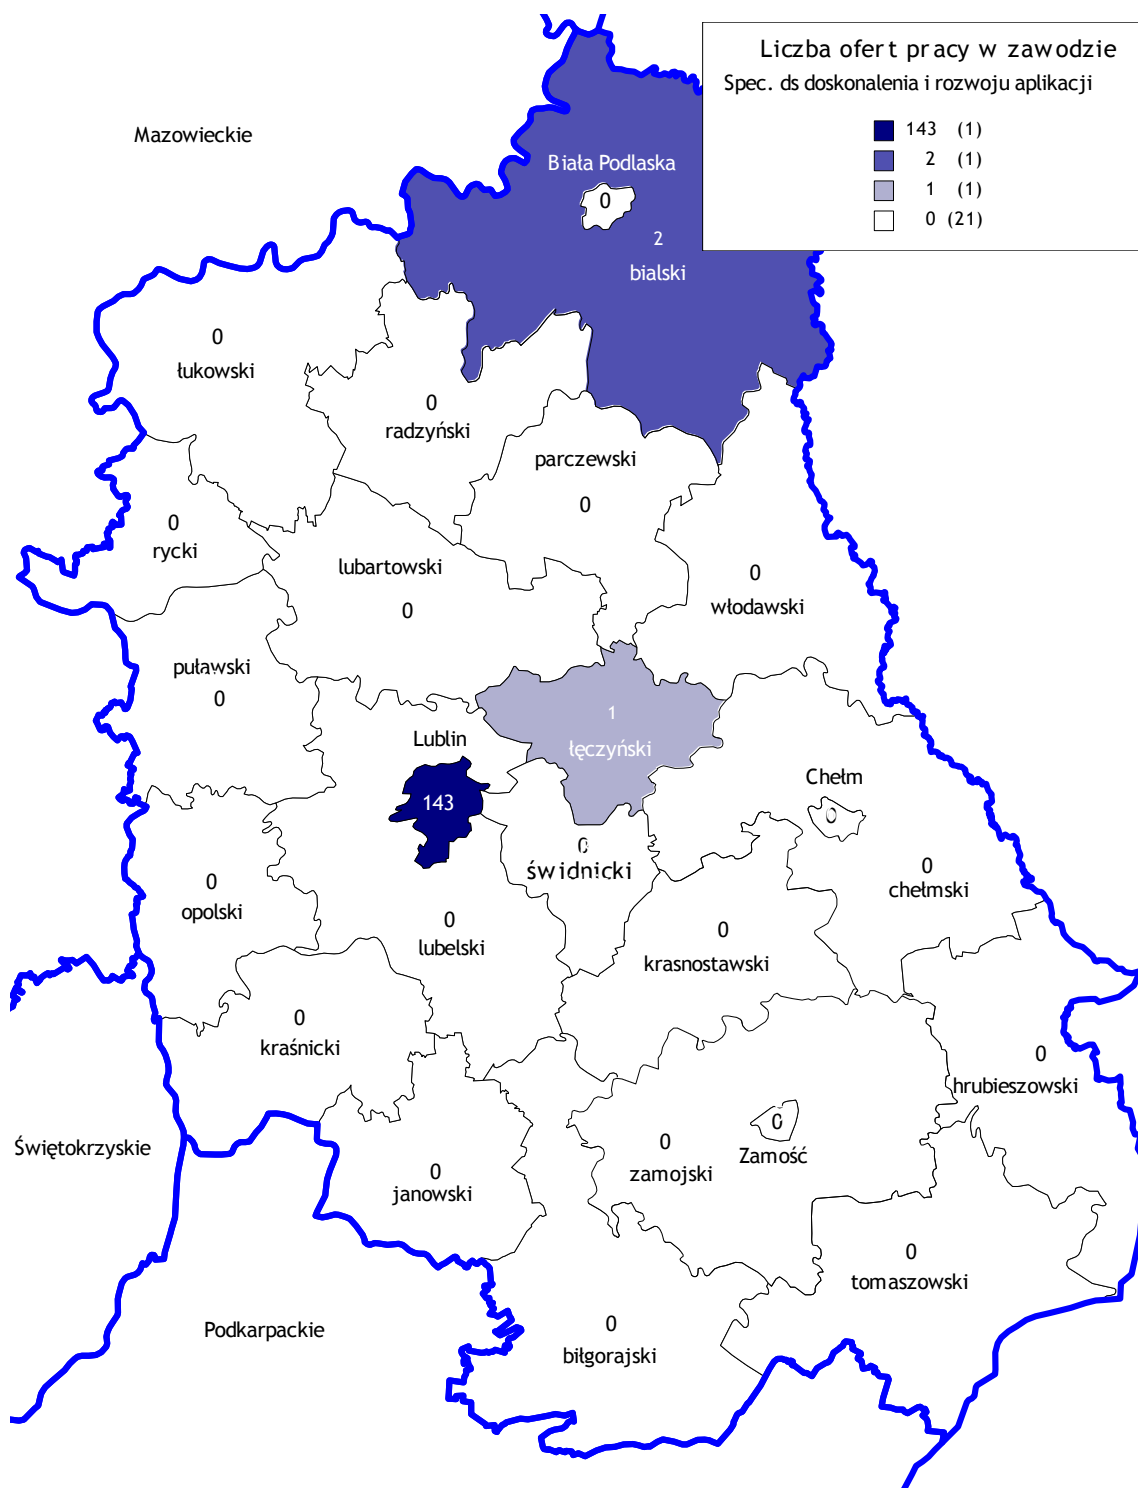 Liczba ofert pracy w zawodzie
Spec. ds doskonalenia i rozwoju aplikacji
143 (1)
2 (1)
1 (1)
0 (21)
Mazowieckie
Biała Podlaska
0
2
bialski
0
łukowski
0
radzyński
parczewski
0
0
rycki
lubartowski
0
0
włodawski
puławski
0
1
łęczyński
Lublin
143
Chełm
0
0
świdnicki
0
chełmski
0
opolski
0
lubelski
0
krasnostawski
0
kraśnicki
0
hrubieszowski
Świętokrzyskie
0
janowski
0
zamojski
0
Zamość
0
tomaszowski
Podkarpackie
0
biłgorajski